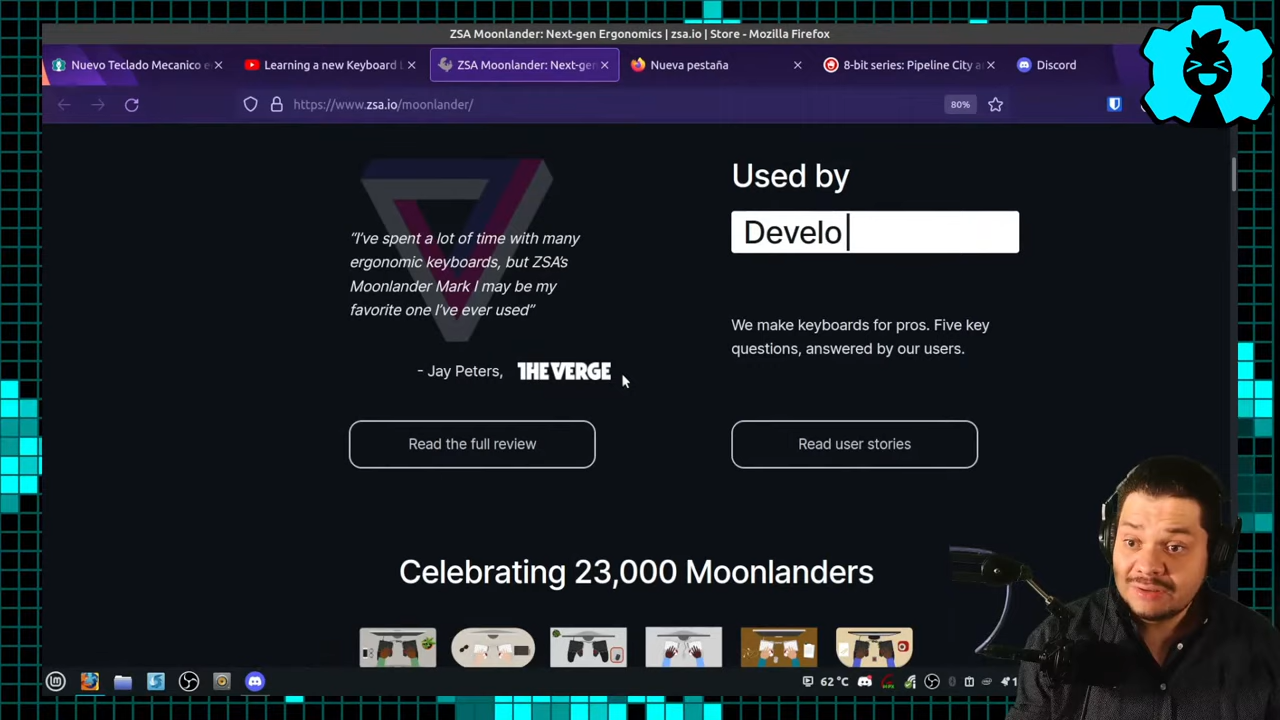 ZSA Moonlander: Next-gen Ergonomics | zsa.io | Store - Mozilla Firefox
Nuevo Teclado Mecanico e
Learning a new Keyboard L
ZSA Moonlander: Next-gen
Nueva pestaña
8-bit series: Pipeline City a
Discord
https://www.zsa.io/moonlander/
80%
“I’ve spent a lot of time with many
ergonomic keyboards, but ZSA’s
Moonlander Mark I may be my
favorite one I’ve ever used”
- Jay Peters, THE VERGE
Read the full review
Used by
Develo
We make keyboards for pros. Five key
questions, answered by our users.
Read user stories
Celebrating 23,000 Moonlanders
62 °C